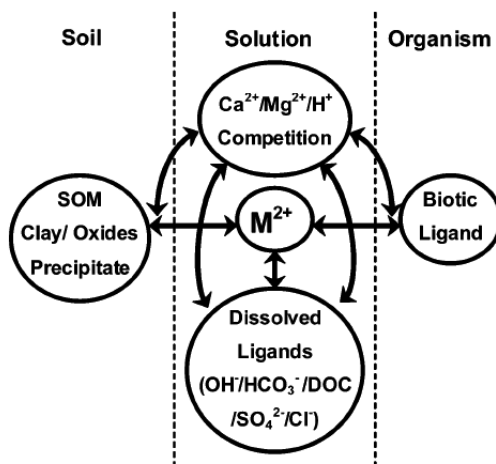 Soil
Solution
Organism
Ca²⁺/Mg²⁺/H⁺
Competition
SOM
Clay/ Oxides
Precipitate
M²⁺
Biotic
Ligand
Dissolved
Ligands
(OH⁻/HCO₃⁻/DOC
/SO₄²⁻/Cl⁻)